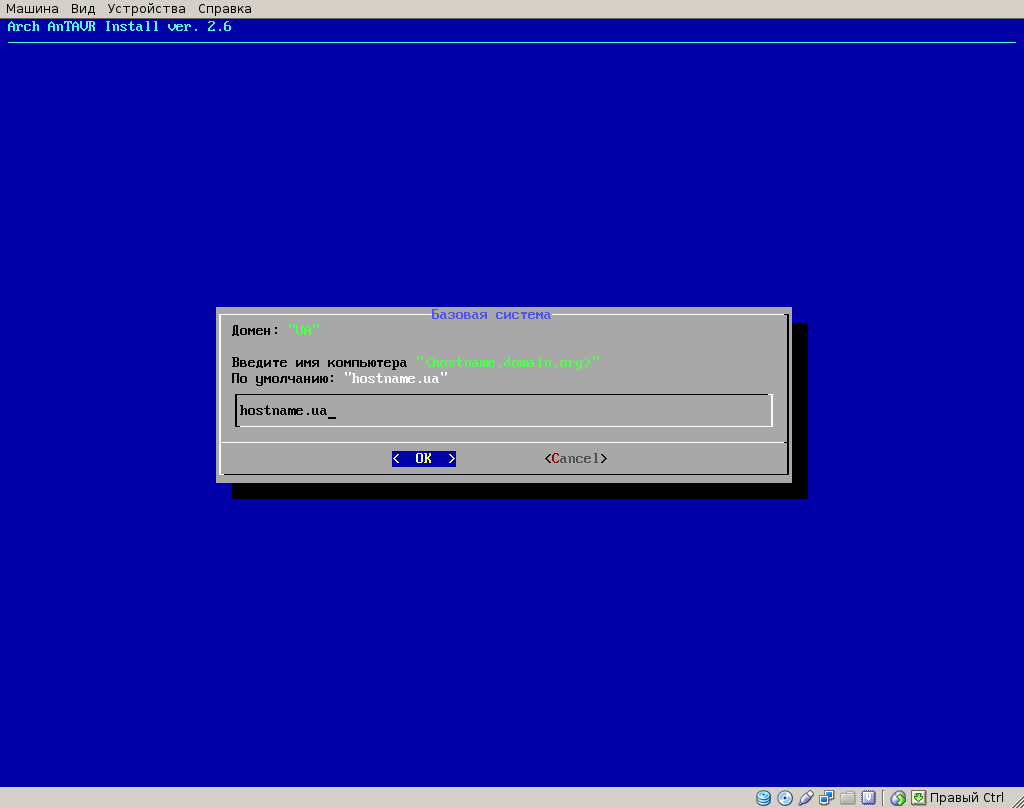 Машина Вид Устройства Справка
Arch AnTAVR Install ver. 2.6
Базовая система
Домен: "UA"
Введите имя компьютера "<hostname.domain.org>"
По умолчанию: "hostname.ua"
hostname.ua_
< OK >
<Cancel>
Правый Ctrl